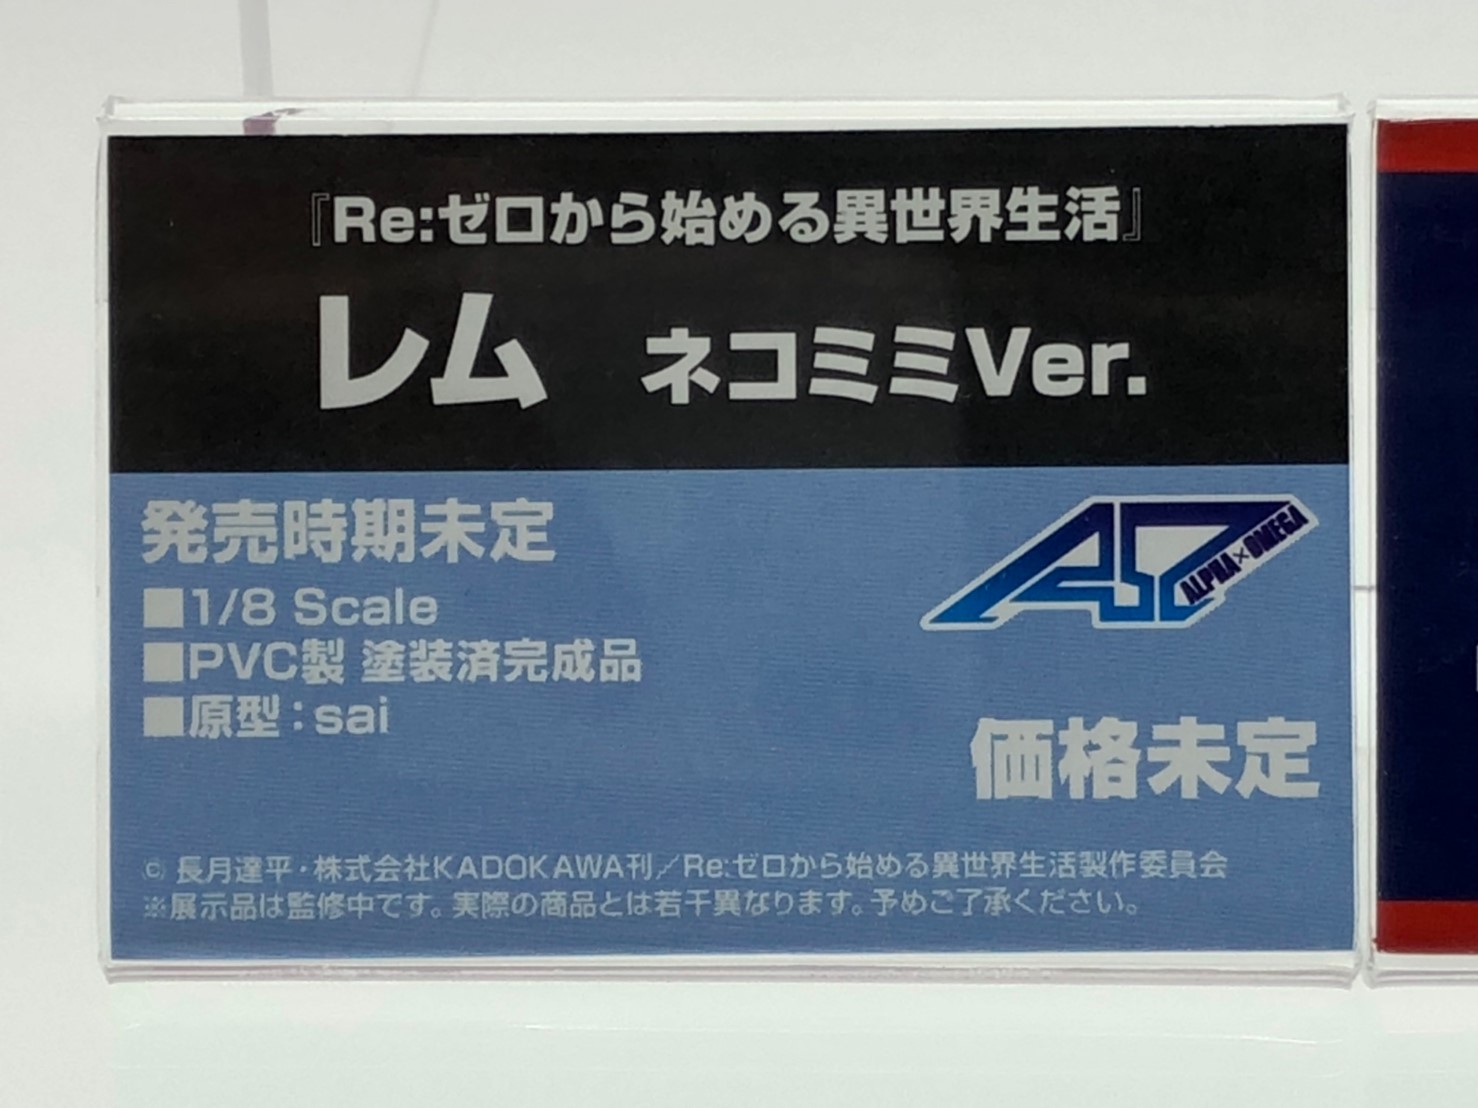 『Re:ゼロから始める異世界生活』
レム ネコミミVer.
発売時期未定
■1/8 Scale
■PVC製 塗装済完成品
■原型：sai
ALPHA×OMEGA
価格未定
© 長月達平・株式会社KADOKAWA刊／Re:ゼロから始める異世界生活製作委員会
※展示品は監修中です。実際の商品とは若干異なります。予めご了承ください。